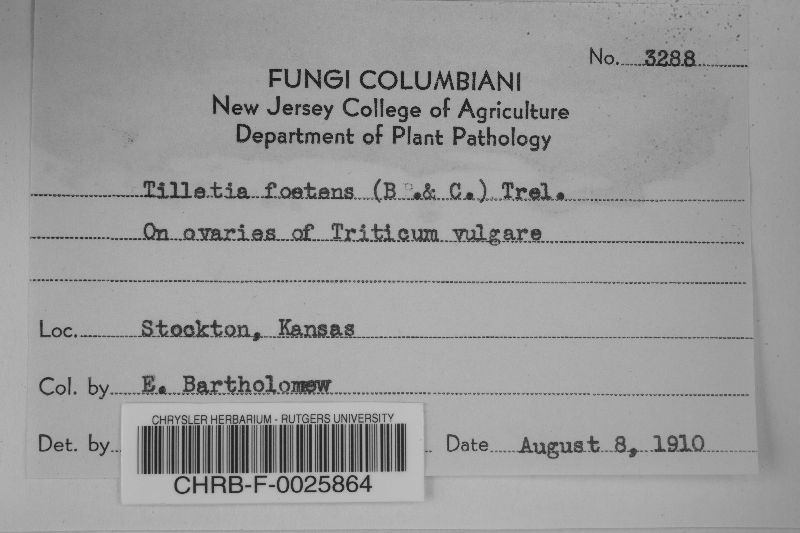 No. 3288
FUNGI COLUMBIANI
New Jersey College of Agriculture
Department of Plant Pathology
Tilletia foetens (B .& C.) Trel.
On ovaries of Triticum vulgare
Loc. Stockton, Kansas
Col. by E. Bartholomew
Det. by
Date August 8, 1910
CHRYSLER HERBARIUM - RUTGERS UNIVERSITY
CHRB-F-0025864